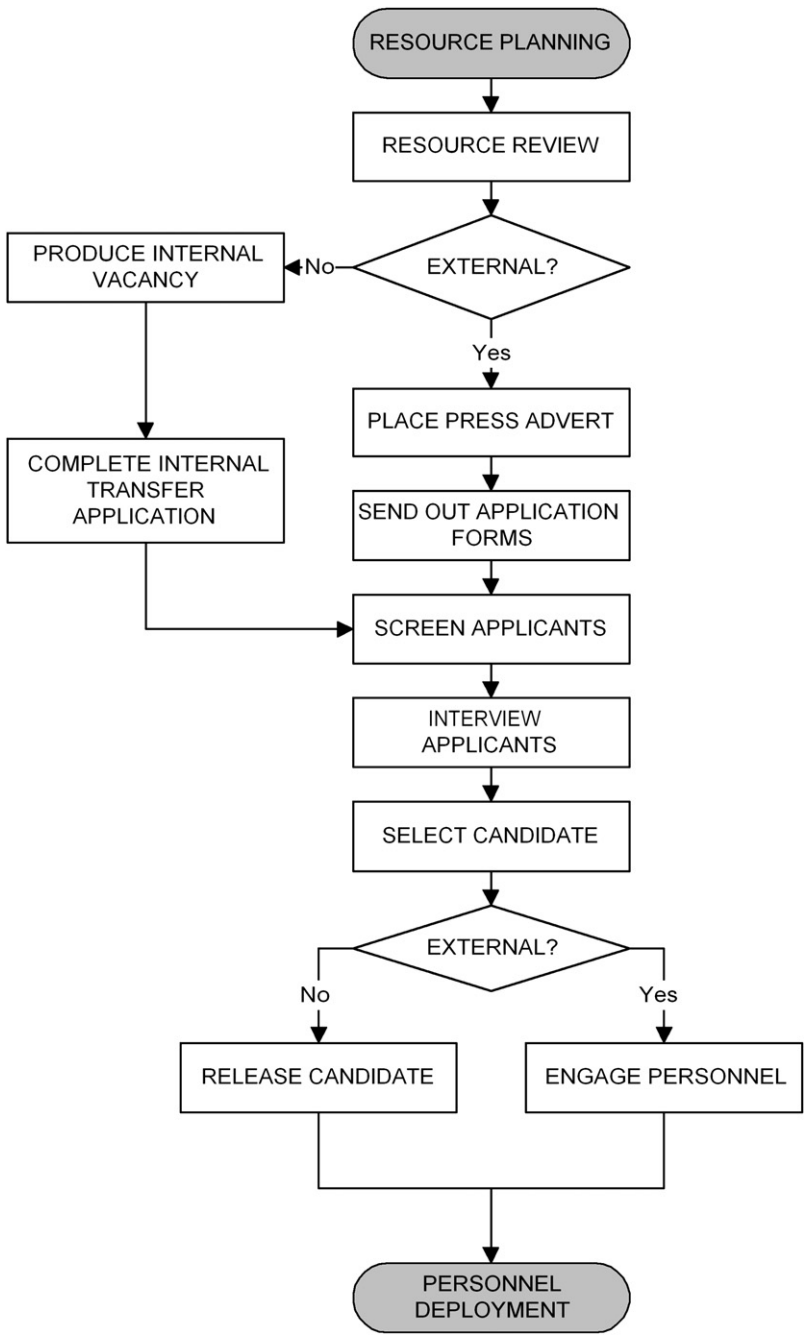 RESOURCE PLANNING
RESOURCE REVIEW
EXTERNAL?
No
PRODUCE INTERNAL
VACANCY
Yes
PLACE PRESS ADVERT
COMPLETE INTERNAL
TRANSFER
APPLICATION
SEND OUT APPLICATION
FORMS
SCREEN APPLICANTS
INTERVIEW
APPLICANTS
SELECT CANDIDATE
EXTERNAL?
No
Yes
RELEASE CANDIDATE
ENGAGE PERSONNEL
PERSONNEL
DEPLOYMENT